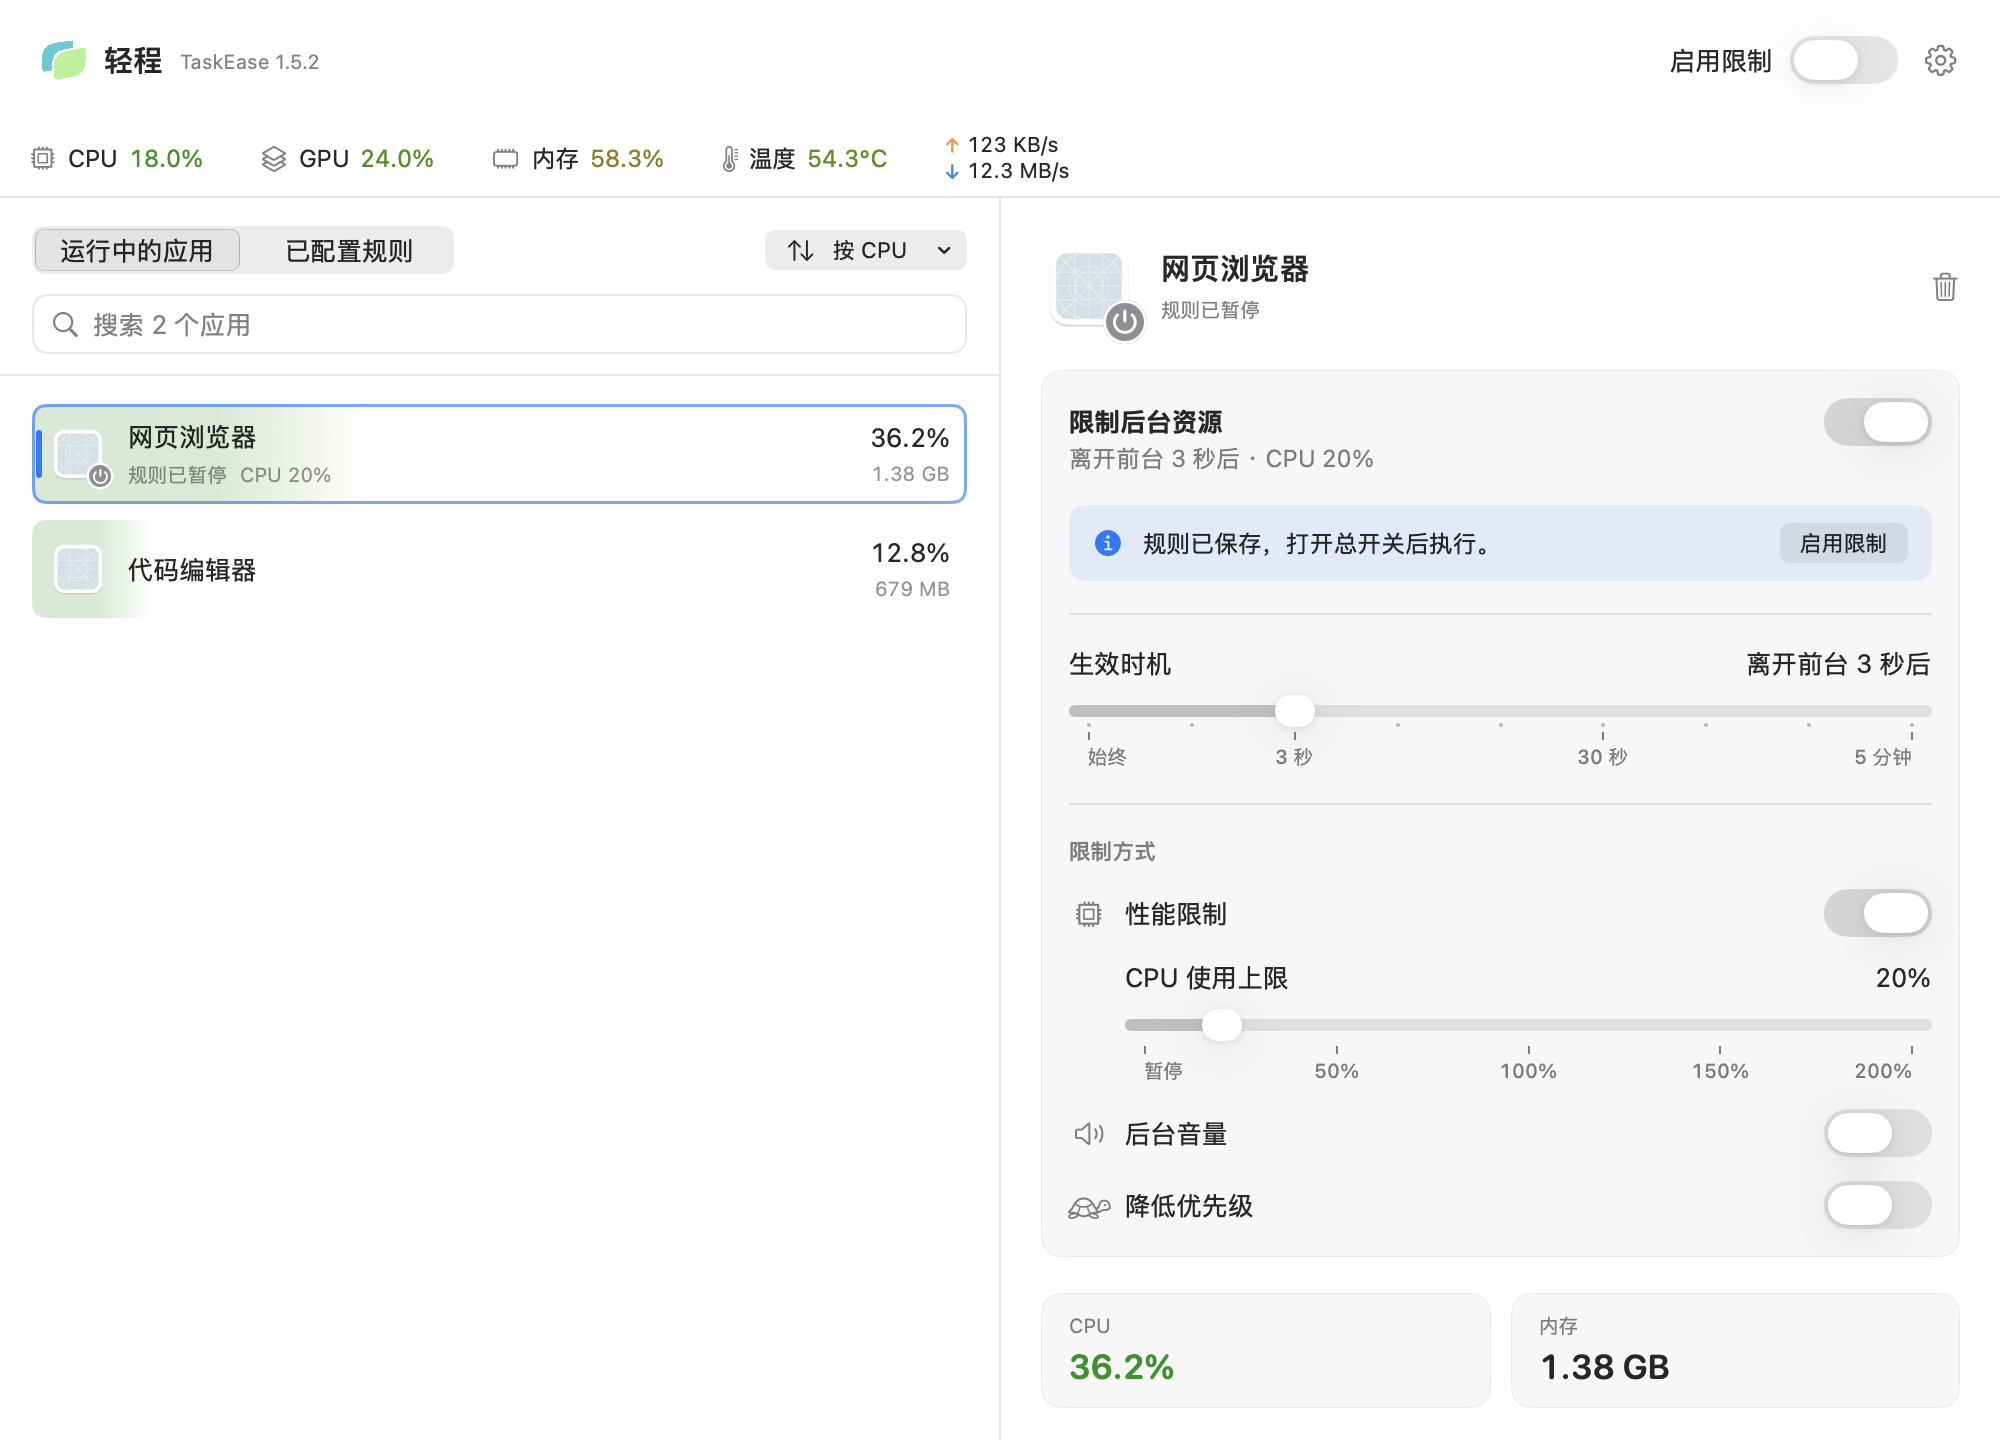 轻程 TaskEase 1.5.2
启用限制
CPU 18.0%
GPU 24.0%
内存 58.3%
温度 54.3°C
↑ 123 KB/s
↓ 12.3 MB/s
运行中的应用
已配置规则
按 CPU
搜索 2 个应用
网页浏览器
规则已暂停 CPU 20%
36.2%
1.38 GB
代码编辑器
12.8%
679 MB
网页浏览器
规则已暂停
限制后台资源
离开前台 3 秒后 · CPU 20%
规则已保存，打开总开关后执行。
启用限制
生效时机
离开前台 3 秒后
始终
3 秒
30 秒
5 分钟
限制方式
性能限制
CPU 使用上限
20%
暂停
50%
100%
150%
200%
后台音量
降低优先级
CPU
36.2%
内存
1.38 GB